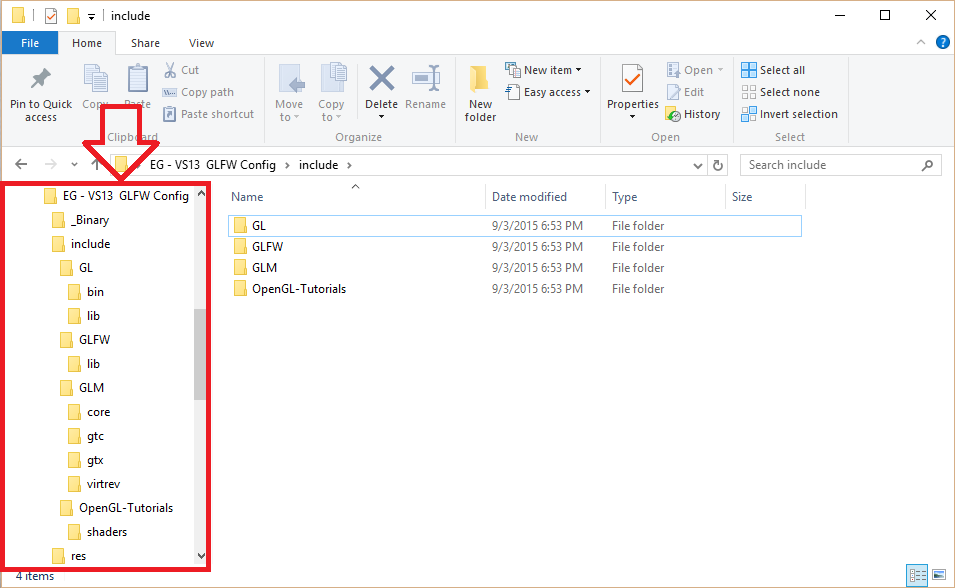 include
File Home Share View
Pin to Quick access
Copy
Paste
Cut
Copy path
Paste shortcut
Clipboard
Move to
Copy to
Delete
Rename
Organize
New folder
New item
Easy access
New
Properties
Open
Edit
History
Open
Select all
Select none
Invert selection
Select
EG - VS13 GLFW Config > include >
Search include
EG - VS13 GLFW Config
_Binary
include
GL
bin
lib
GLFW
lib
GLM
core
gtc
gtx
virtrev
OpenGL-Tutorials
shaders
res
Name Date modified Type Size
GL 9/3/2015 6:53 PM File folder
GLFW 9/3/2015 6:53 PM File folder
GLM 9/3/2015 6:53 PM File folder
OpenGL-Tutorials 9/3/2015 6:53 PM File folder
4 items